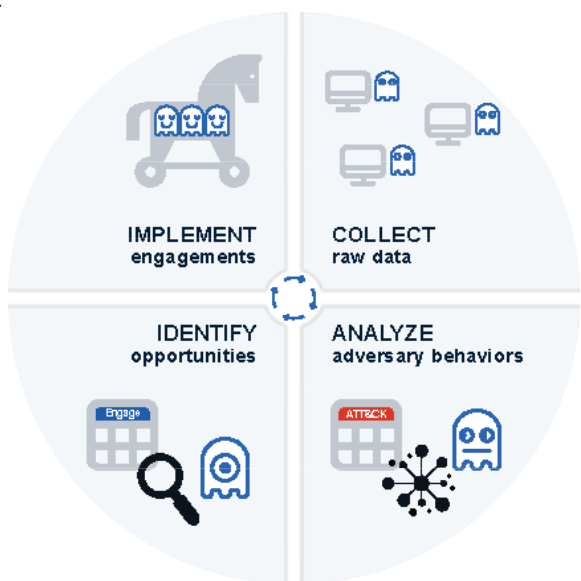 IMPLEMENT
engagements
COLLECT
raw data
IDENTIFY
opportunities
ANALYZE
adversary behaviors
Engage
ATT&CK